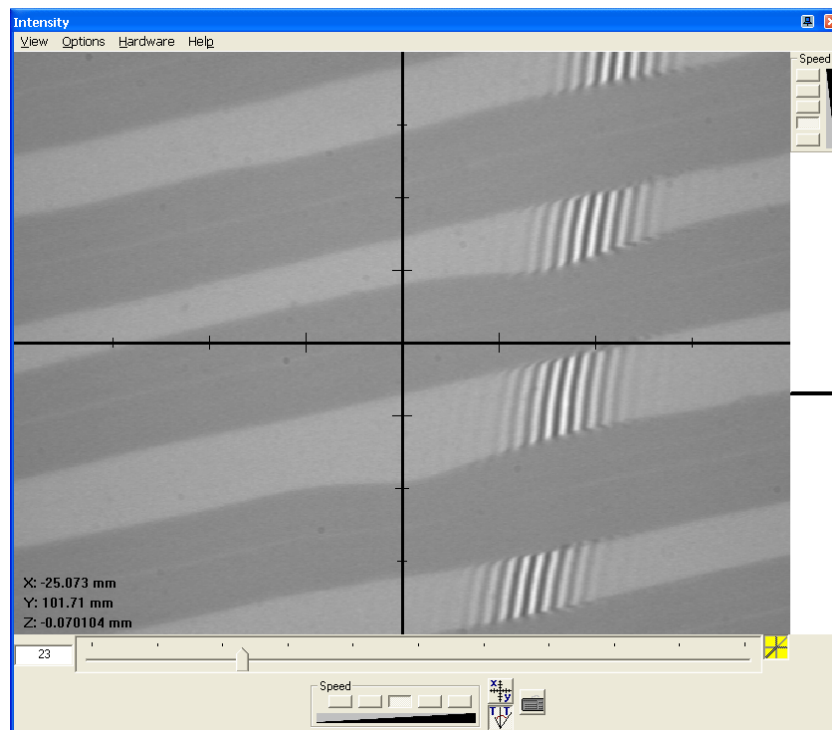 Intensity
View Options Hardware Help
Speed
X: -25.073 mm
Y: 101.71 mm
Z: -0.070104 mm
23
Speed
x
y
T T